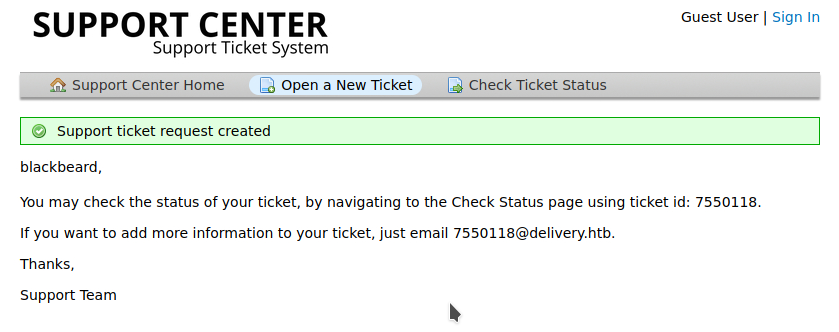 SUPPORT CENTER
Support Ticket System
Guest User | Sign In
Support Center Home
Open a New Ticket
Check Ticket Status
Support ticket request created
blackbeard,
You may check the status of your ticket, by navigating to the Check Status page using ticket id: 7550118.
If you want to add more information to your ticket, just email 7550118@delivery.htb.
Thanks,
Support Team